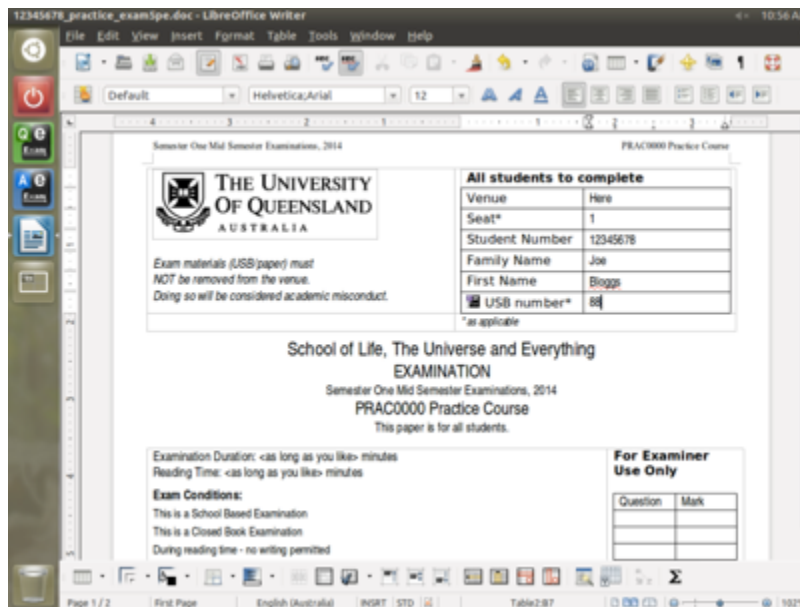 12345678_practice_examSpe.doc - LibreOffice Writer
10:56 A
File Edit View Insert Format Table Tools Window Help
Default
Helvetica;Arial
12
Semester One Mid Semester Examinations, 2014
PRAC0000 Practice Course
THE UNIVERSITY
OF QUEENSLAND
AUSTRALIA
Exam materials (USB/paper) must
NOT be removed from the venue.
Doing so will be considered academic misconduct.
All students to complete
Venue Here
Seat* 1
Student Number 12345678
Family Name Joe
First Name Bloggs
USB number* 88
*as applicable
School of Life, The Universe and Everything
EXAMINATION
Semester One Mid Semester Examinations, 2014
PRAC0000 Practice Course
This paper is for all students.
Examination Duration: <as long as you like> minutes
Reading Time: <as long as you like> minutes
Exam Conditions:
This is a School Based Examination
This is a Closed Book Examination
During reading time - no writing permitted
For Examiner
Use Only
Question Mark
Page 1 / 2 First Page English (Australia) INSRT STD Table2:B7